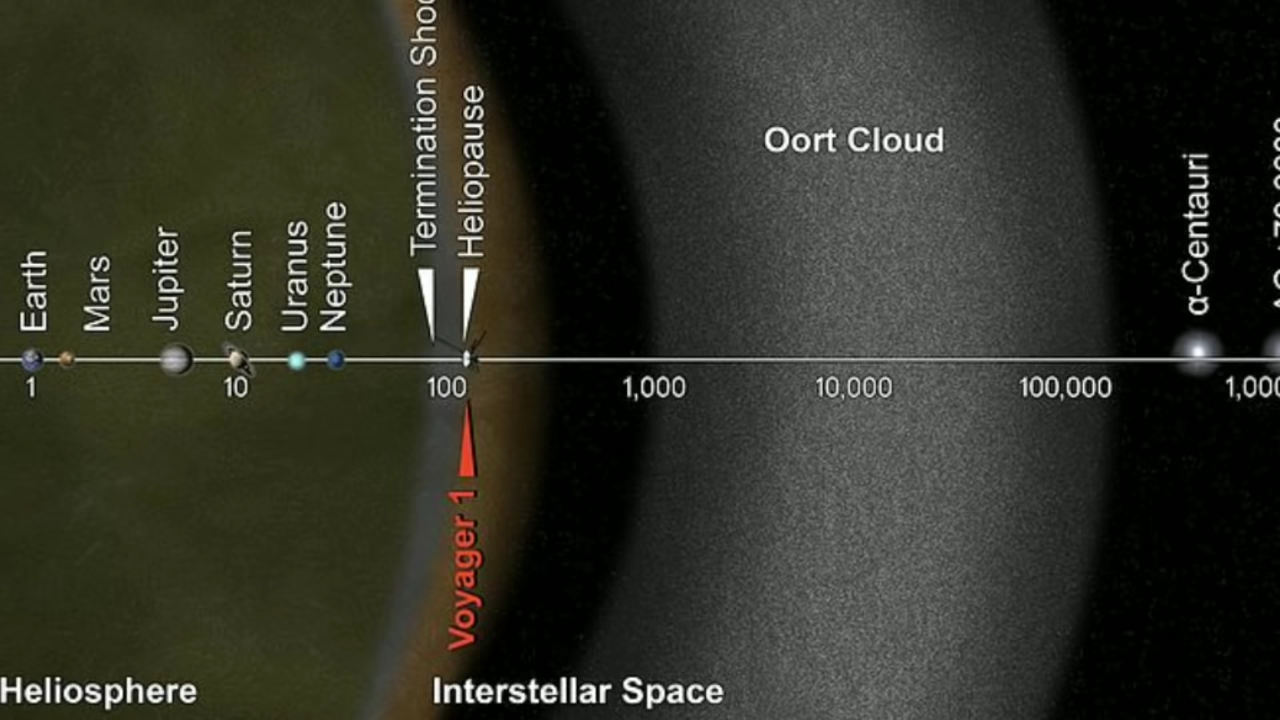 Earth
Mars
Jupiter
Saturn
Uranus
Neptune
Termination Shoc
Heliopause
Oort Cloud
α-Centauri
1
10
100
1,000
10,000
100,000
Voyager 1
Heliosphere
Interstellar Space